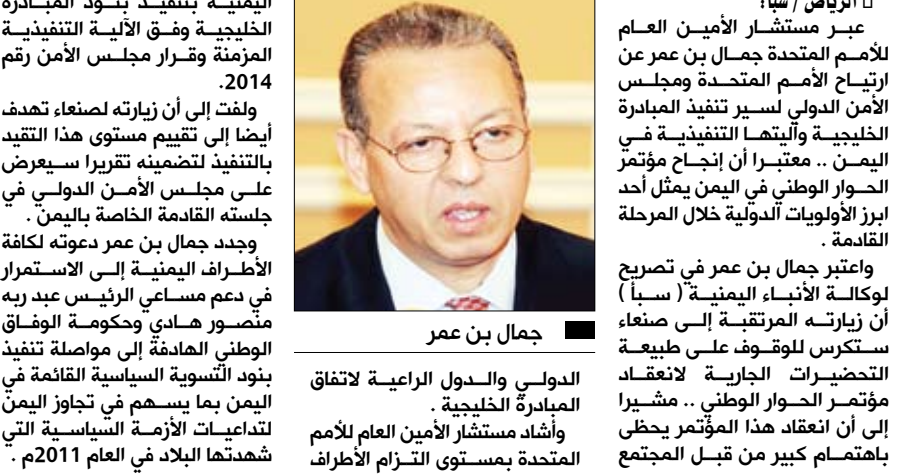 الرياض / سبأ:
عبر مستشار الأمين العام
للأمم المتحدة جمال بن عمر عن
ارتياح الأمم المتحدة ومجلس
الأمن الدولي لسير تنفيذ المبادرة
الخليجية وآليتها التنفيذية في
اليمن .. معتبرا أن إنجاح مؤتمر
الحوار الوطني في اليمن يمثل أحد
ابرز الأولويات الدولية خلال المرحلة
القادمة .
واعتبر جمال بن عمر في تصريح
لوكالة الأنباء اليمنية ( سبأ )
أن زيارته المرتقبة إلى صنعاء
ستكرس للوقوف على طبيعة
التحضيرات الجارية لانعقاد
مؤتمر الحوار الوطني .. مشيرا
إلى أن انعقاد هذا المؤتمر يحظى
باهتمام كبير من قبل المجتمع
جمال بن عمر
الدولي والدول الراعية لاتفاق
المبادرة الخليجية .
وأشاد مستشار الأمين العام للأمم
المتحدة بمستوى التزام الأطراف
اليمنية بتنفيذ بنود المبادرة
الخليجية وفق الآلية التنفيذية
المزمنة وقرار مجلس الأمن رقم
2014.
ولفت إلى أن زيارته لصنعاء تهدف
أيضا إلى تقييم مستوى هذا التقيد
بالتنفيذ لتضمينه تقريرا سيعرض
على مجلس الأمن الدولي في
جلسته القادمة الخاصة باليمن .
وجدد جمال بن عمر دعوته لكافة
الأطراف اليمنية إلى الاستمرار
في دعم مساعي الرئيس عبد ربه
منصور هادي وحكومة الوفاق
الوطني الهادفة إلى مواصلة تنفيذ
بنود التسوية السياسية القائمة في
اليمن بما يسهم في تجاوز اليمن
لتداعيات الأزمة السياسية التي
شهدتها البلاد في العام 2011م .